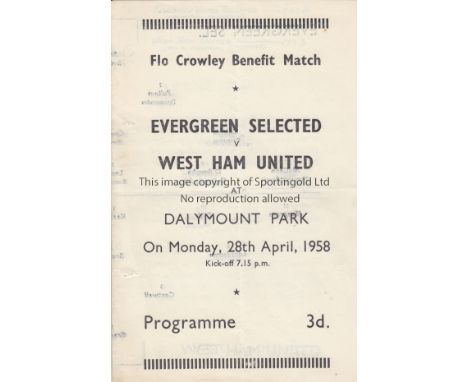 Flo Crowley Benefit Match
★
EVERGREEN SELECTED
v
WEST HAM UNITED
This image copyright of Sportingold Ltd
AT
No reproduction allowed
DALYMOUNT PARK
On Monday, 28th April, 1958
Kick-off 7.15 p.m.
★
Programme 3d.